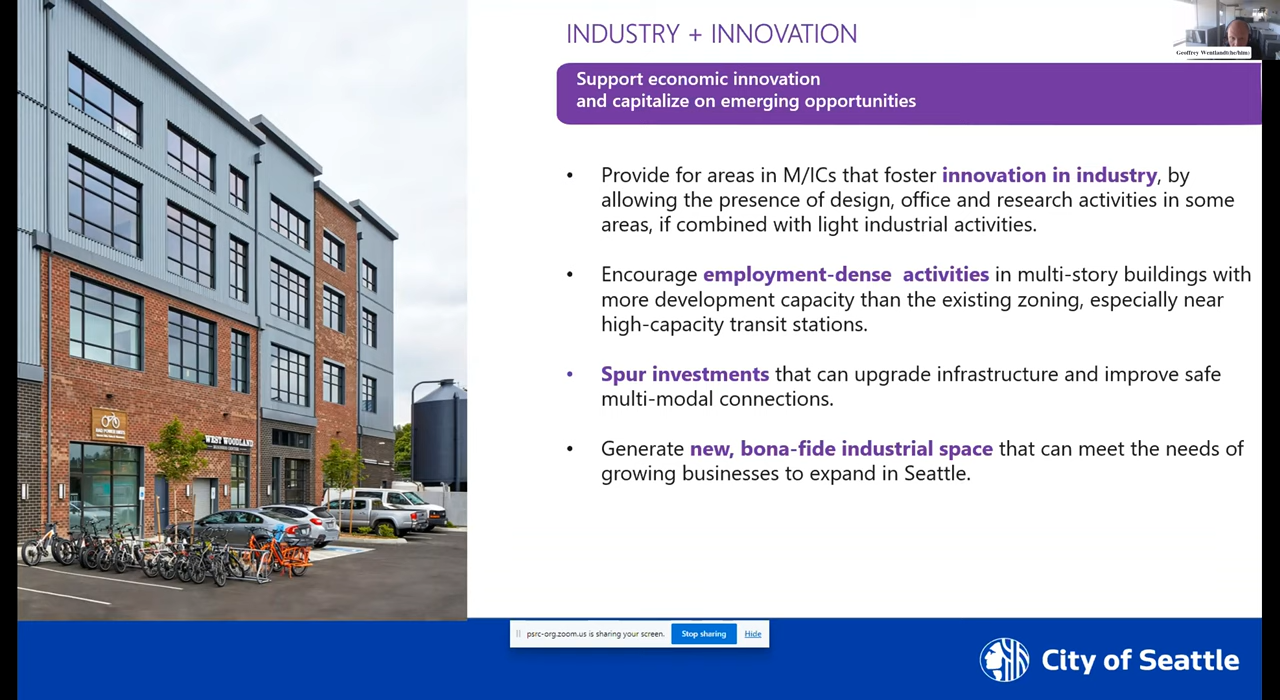 INDUSTRY + INNOVATION
Geoffrey Wentland(he/him)
Support economic innovation
and capitalize on emerging opportunities
• Provide for areas in M/ICs that foster innovation in industry, by
allowing the presence of design, office and research activities in some
areas, if combined with light industrial activities.
• Encourage employment-dense activities in multi-story buildings with
more development capacity than the existing zoning, especially near
high-capacity transit stations.
• Spur investments that can upgrade infrastructure and improve safe
multi-modal connections.
• Generate new, bona-fide industrial space that can meet the needs of
growing businesses to expand in Seattle.
WEST WOODLAND
psrc-org.zoom.us is sharing your screen.
Stop sharing
Hide
City of Seattle